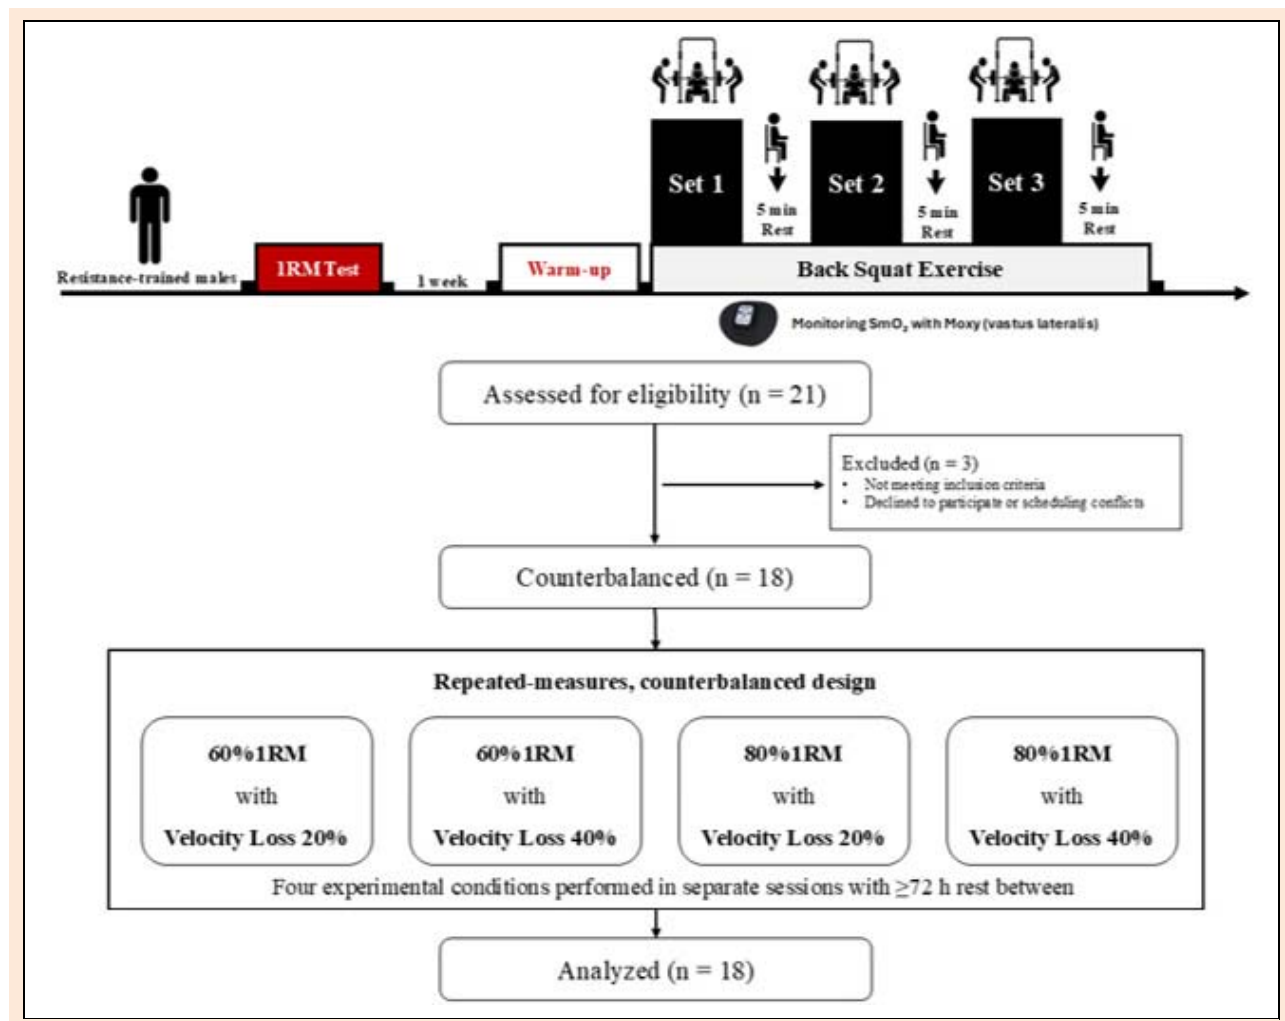 Set 1
Set 2
Set 3
5 min
Rest
5 min
Rest
5 min
Rest
Resistance-trained males
1RM Test
1 week
Warm-up
Back Squat Exercise
Monitoring SmO₂ with Moxy (vastus lateralis)
Assessed for eligibility (n = 21)
Excluded (n = 3)
• Not meeting inclusion criteria
• Declined to participate or scheduling conflicts
Counterbalanced (n = 18)
Repeated-measures, counterbalanced design
60%1RM
with
Velocity Loss 20%
60%1RM
with
Velocity Loss 40%
80%1RM
with
Velocity Loss 20%
80%1RM
with
Velocity Loss 40%
Four experimental conditions performed in separate sessions with ≥72 h rest between
Analyzed (n = 18)